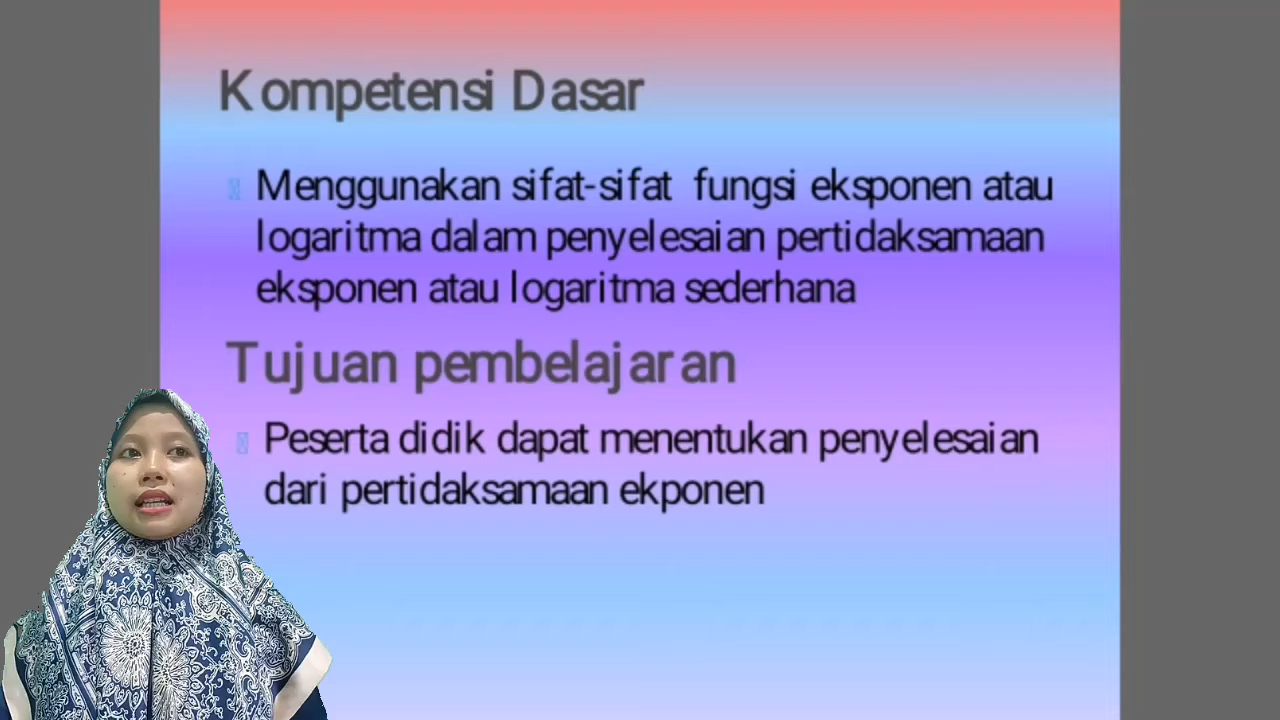 Kompetensi Dasar
Menggunakan sifat-sifat fungsi eksponen atau
logaritma dalam penyelesaian pertidaksamaan
eksponen atau logaritma sederhana
Tujuan pembelajaran
Peserta didik dapat menentukan penyelesaian
dari pertidaksamaan ekponen